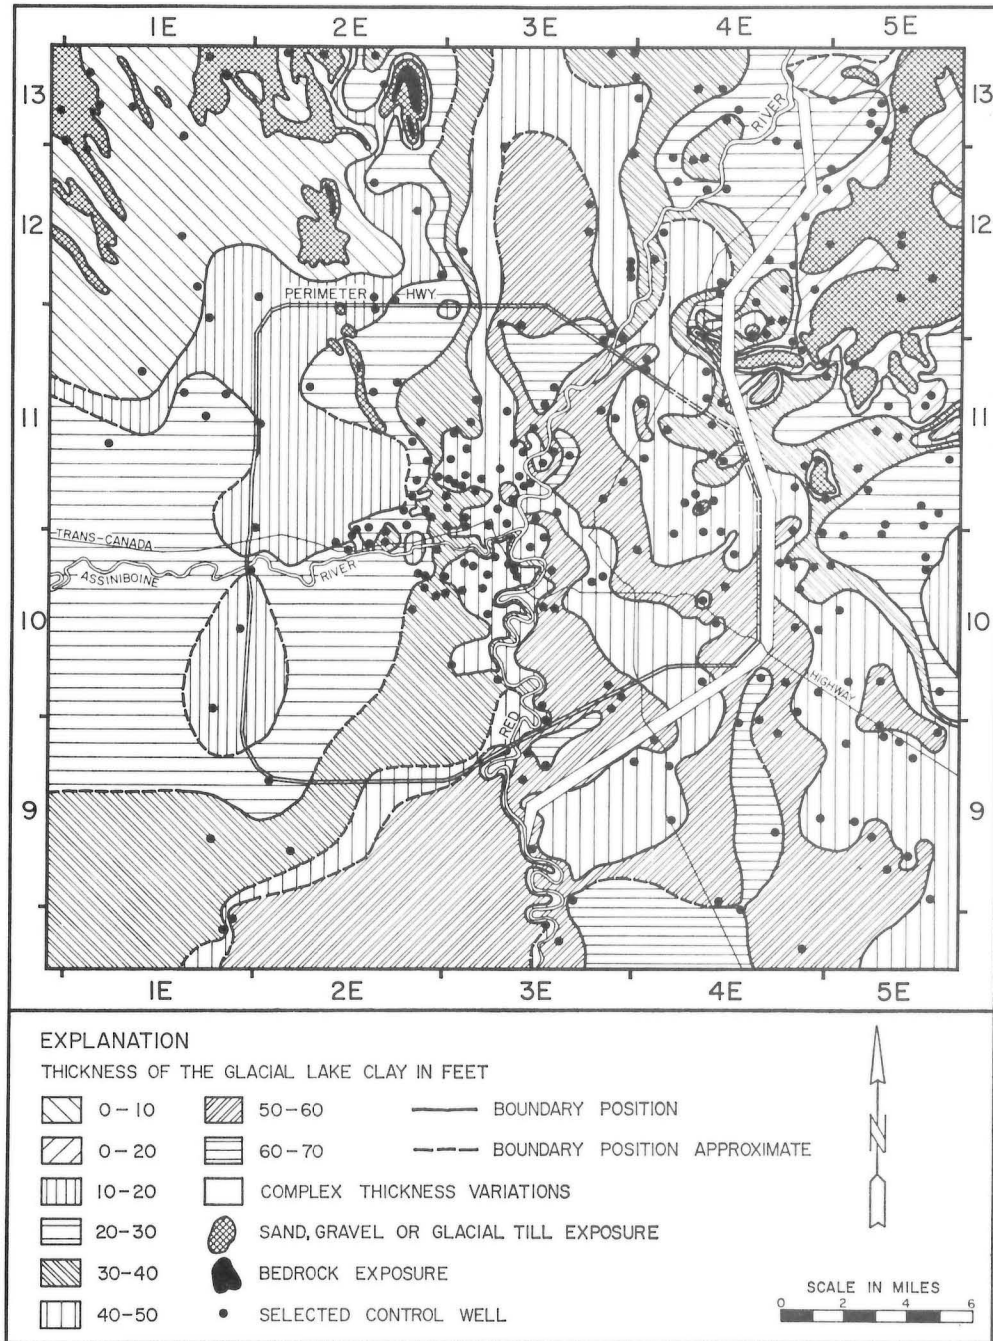 1E 2E 3E 4E 5E
13 13
RIVER
12 12
PERIMETER HWY
11 11
TRANS-CANADA
ASSINIBOINE RIVER
10 10
HIGHWAY
RED
9 9
1E 2E 3E 4E 5E
EXPLANATION
THICKNESS OF THE GLACIAL LAKE CLAY IN FEET
0-10
0-20
10-20
20-30
30-40
40-50
50-60
60-70
COMPLEX THICKNESS VARIATIONS
SAND, GRAVEL OR GLACIAL TILL EXPOSURE
BEDROCK EXPOSURE
SELECTED CONTROL WELL
BOUNDARY POSITION
BOUNDARY POSITION APPROXIMATE
N
SCALE IN MILES
0 2 4 6